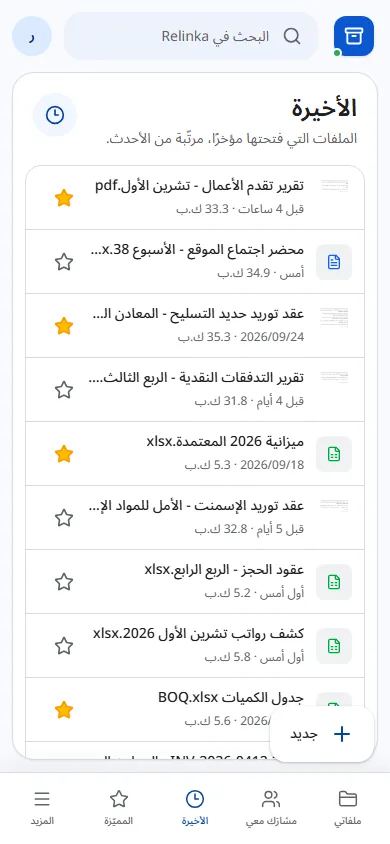 البحث في Relinka
ر
الأخيرة
الملفات التي فتحتها مؤخرًا، مرتّبة من الأحدث.
تقرير تقدم الأعمال - تشرين الأول.pdf
قبل 4 ساعات · 33.3 ك.ب
محضر اجتماع الموقع - الأسبوع 38.x...
أمس · 34.9 ك.ب
عقد توريد حديد التسليح - المعادن ال...
2026/09/24 · 35.3 ك.ب
تقرير التدفقات النقدية - الربع الثالث....
قبل 4 أيام · 31.8 ك.ب
ميزانية 2026 المعتمدة.xlsx
2026/09/18 · 5.3 ك.ب
عقد توريد الإسمنت - الأمل للمواد الإ...
قبل 5 أيام · 32.8 ك.ب
عقود الحجز - الربع الرابع.xlsx
أول أمس · 5.2 ك.ب
كشف رواتب تشرين الأول 2026.xlsx
أول أمس · 5.8 ك.ب
جدول الكميات BOQ.xlsx
2026/ · 5.6 ك.ب
جديد
ملفاتي
مشارَك معي
الأخيرة
المميّزة
المزيد